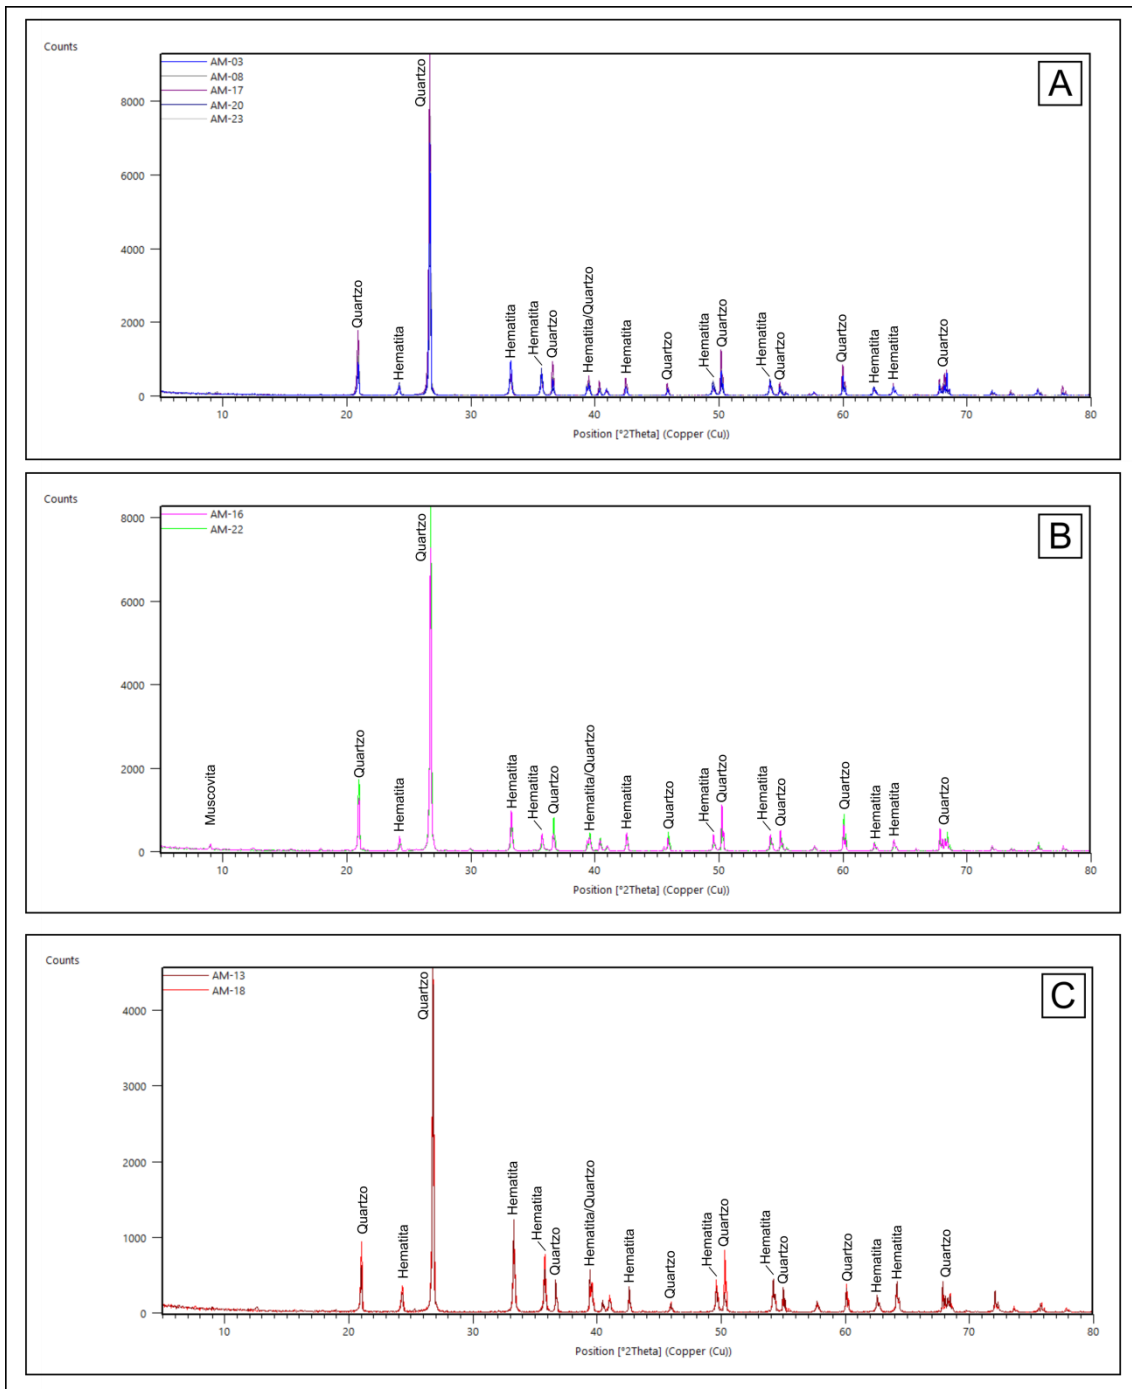 Counts
A
AM-03
AM-08
AM-17
AM-20
AM-23
8000
6000
4000
2000
0
Quartzo
Hematita
Quartzo
Hematita
Hematita
Quartzo
Hematita/Quartzo
Hematita
Quartzo
Hematita
Quartzo
Hematita
Quartzo
Quartzo
Hematita
Hematita
Quartzo
10 20 30 40 50 60 70 80
Position [°2Theta] (Copper (Cu))
Counts
B
AM-16
AM-22
8000
6000
4000
2000
0
Muscovita
Quartzo
Hematita
Quartzo
Hematita
Hematita
Quartzo
Hematita/Quartzo
Hematita
Quartzo
Hematita
Quartzo
Hematita
Quartzo
Quartzo
Hematita
Hematita
Quartzo
10 20 30 40 50 60 70 80
Position [°2Theta] (Copper (Cu))
Counts
C
AM-13
AM-18
4000
3000
2000
1000
0
Quartzo
Hematita
Quartzo
Hematita
Hematita
Quartzo
Hematita/Quartzo
Hematita
Quartzo
Hematita
Quartzo
Hematita
Quartzo
Quartzo
Hematita
Hematita
Quartzo
10 20 30 40 50 60 70 80
Position [°2Theta] (Copper (Cu))